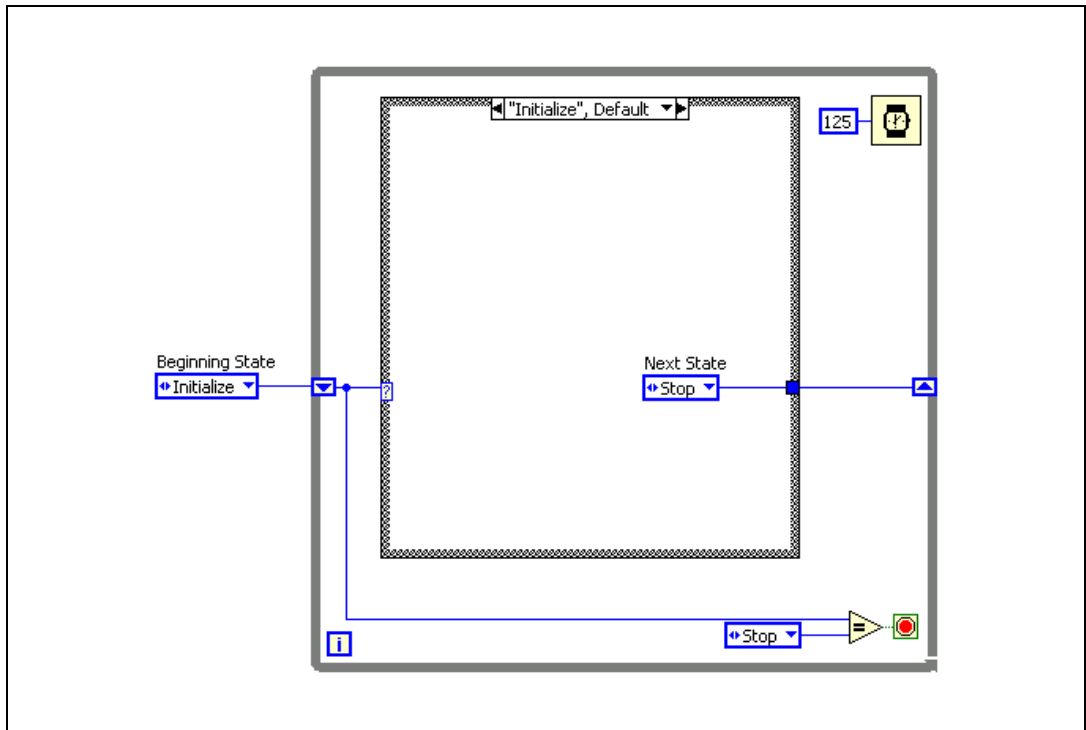 "Initialize", Default
125
Beginning State
Initialize
?
Next State
Stop
Stop
=
i